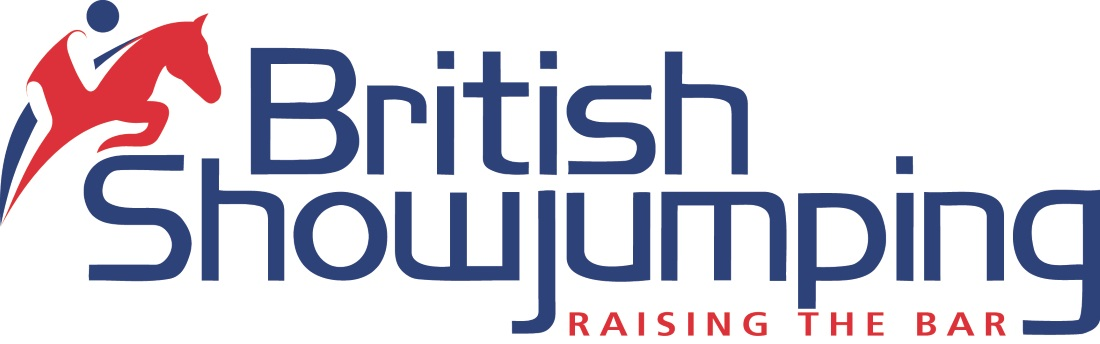 British
Showjumping
RAISING THE BAR